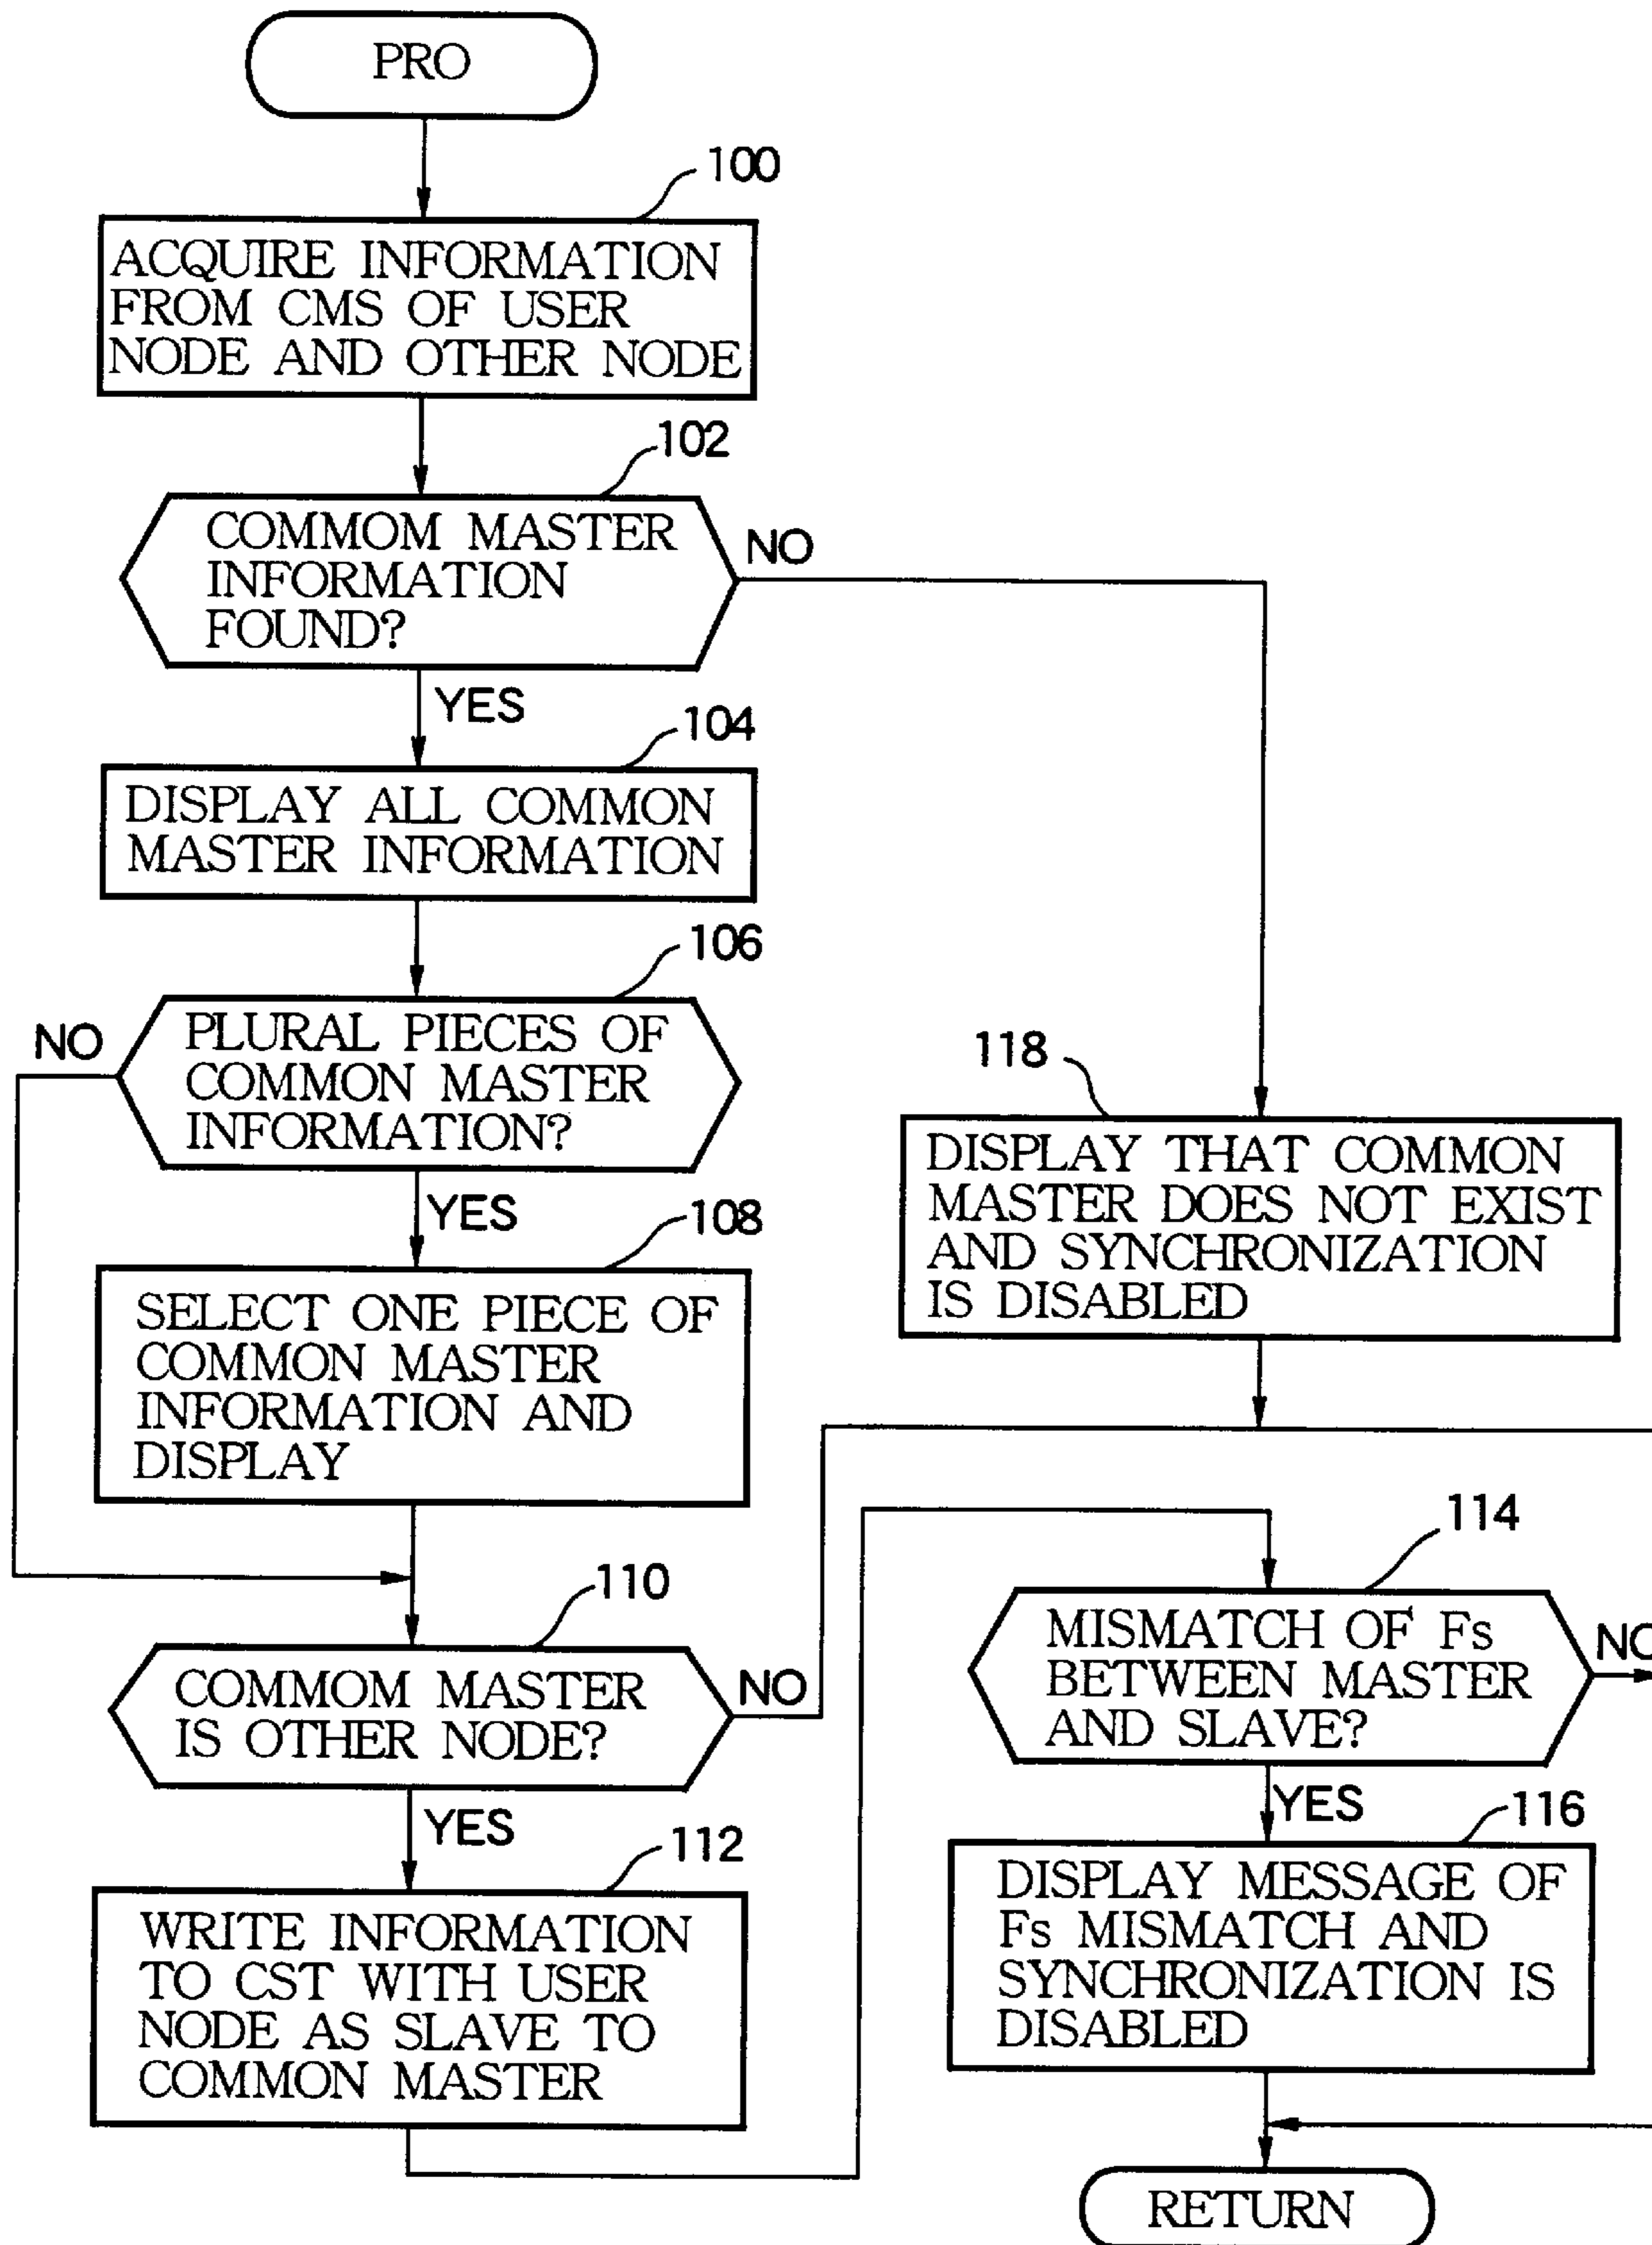 PRO
100
ACQUIRE INFORMATION
FROM CMS OF USER
NODE AND OTHER NODE
102
COMMOM MASTER
INFORMATION
FOUND?
NO
YES
104
DISPLAY ALL COMMON
MASTER INFORMATION
106
NO
PLURAL PIECES OF
COMMON MASTER
INFORMATION?
YES
108
SELECT ONE PIECE OF
COMMON MASTER
INFORMATION AND
DISPLAY
110
COMMOM MASTER
IS OTHER NODE?
NO
YES
112
WRITE INFORMATION
TO CST WITH USER
NODE AS SLAVE TO
COMMON MASTER
118
DISPLAY THAT COMMON
MASTER DOES NOT EXIST
AND SYNCHRONIZATION
IS DISABLED
114
MISMATCH OF Fs
BETWEEN MASTER
AND SLAVE?
NO
YES
116
DISPLAY MESSAGE OF
Fs MISMATCH AND
SYNCHRONIZATION IS
DISABLED
RETURN